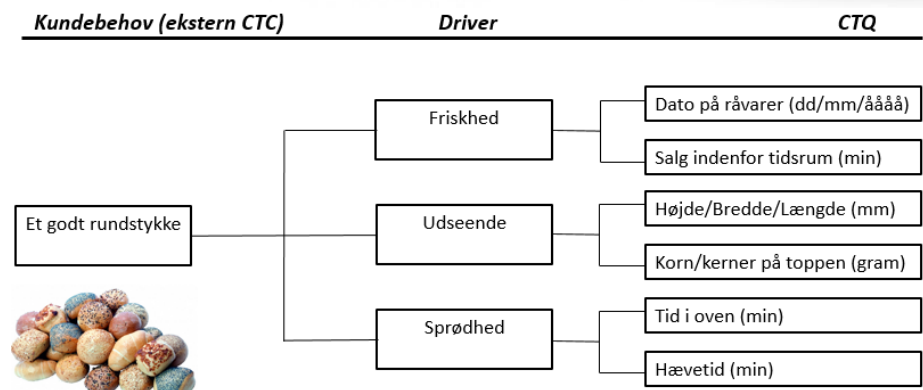 Kundebehov (ekstern CTC) Driver CTQ
Et godt rundstykke
Friskhed
Dato på råvarer (dd/mm/åååå)
Salg indenfor tidsrum (min)
Udseende
Højde/Bredde/Længde (mm)
Korn/kerner på toppen (gram)
Sprødhed
Tid i oven (min)
Hævetid (min)